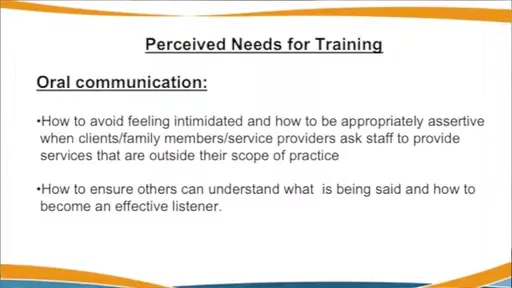 Perceived Needs for Training
Oral communication:
•How to avoid feeling intimidated and how to be appropriately assertive
when clients/family members/service providers ask staff to provide
services that are outside their scope of practice
•How to ensure others can understand what  is being said and how to
become an effective listener.